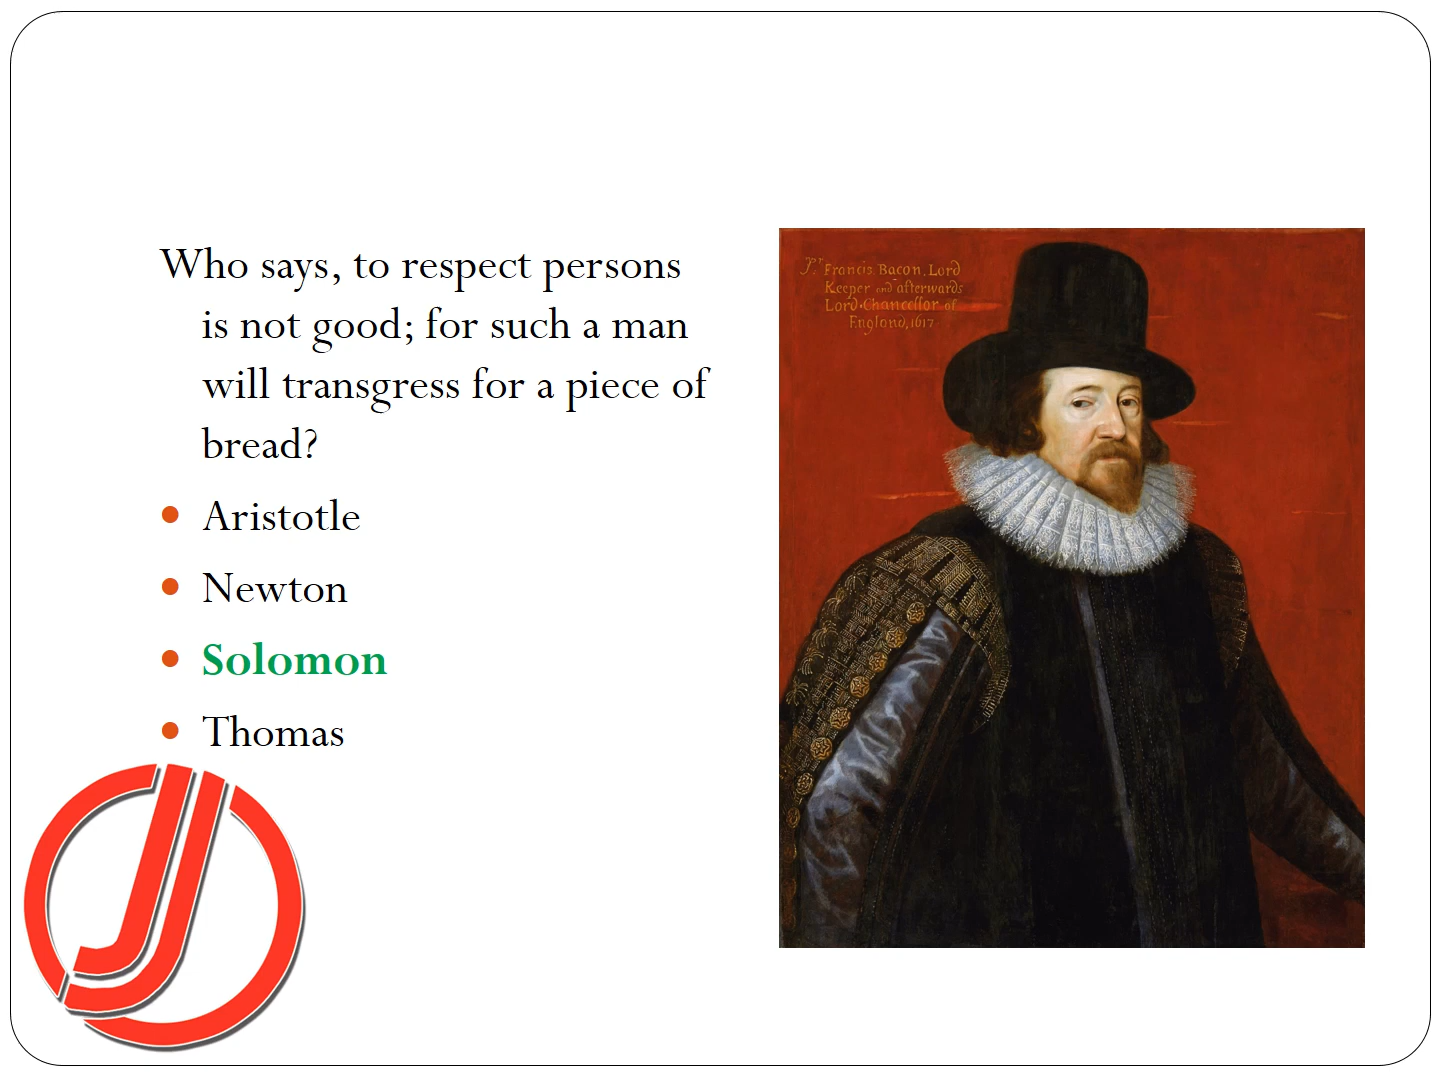 Who says, to respect persons
is not good; for such a man
will transgress for a piece of
bread?
Aristotle
Newton
Solomon
Thomas
Sr Francis Bacon. Lord
Keeper and afterwards
Lord Chancellor of
England, 1617